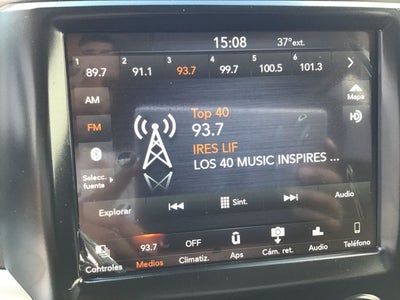 15:08 37°ext.
1 2 3 4 5 6
89.7 91.1 93.7 99.7 100.5 101.3
AM
FM
Selecc.
fuente
Mapa
HD
Top 40
93.7
IRES LIF
LOS 40 MUSIC INSPIRES ...
Explorar Sint. Audio
93.7 OFF
Controles Medios Climatiz. Aps Cám. ret. Audio Teléfono